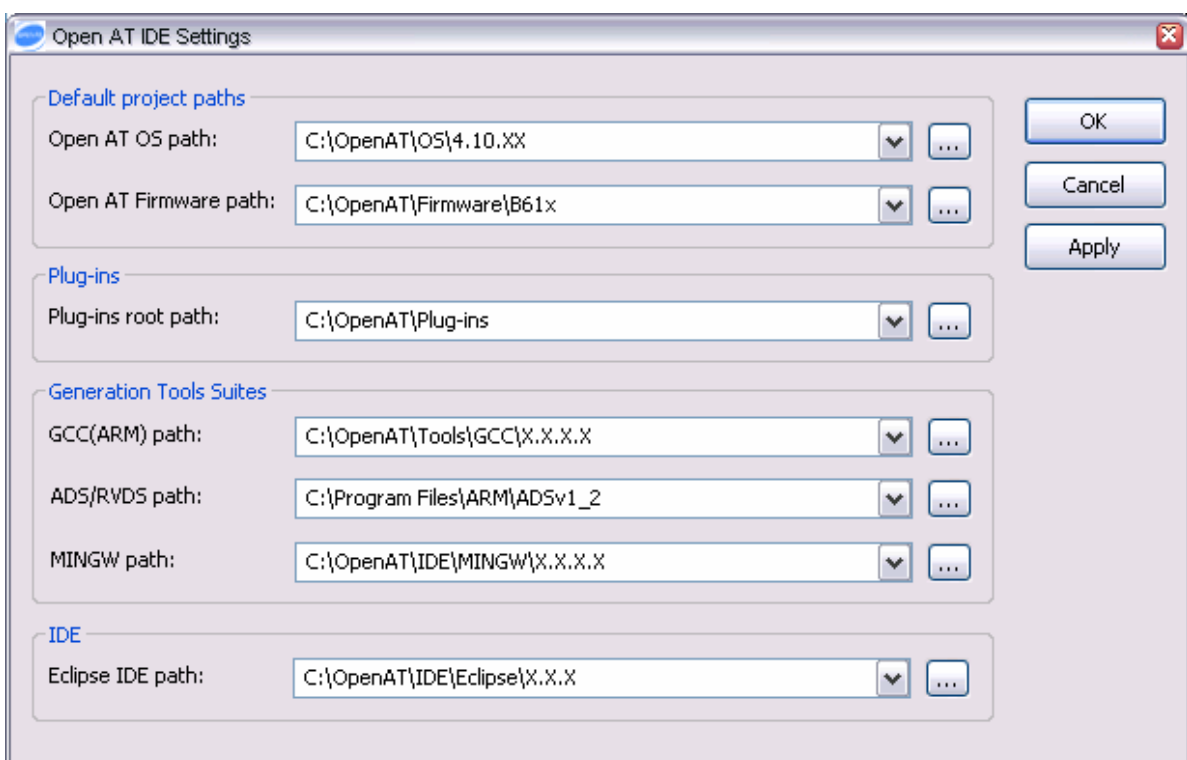 Open AT IDE Settings
Default project paths
Open AT OS path:
C:\OpenAT\OS\4.10.XX
...
OK
Open AT Firmware path:
C:\OpenAT\Firmware\B61x
...
Cancel
Apply
Plug-ins
Plug-ins root path:
C:\OpenAT\Plug-ins
...
Generation Tools Suites
GCC(ARM) path:
C:\OpenAT\Tools\GCC\X.X.X.X
...
ADS/RVDS path:
C:\Program Files\ARM\ADSv1_2
...
MINGW path:
C:\OpenAT\IDE\MINGW\X.X.X.X
...
IDE
Eclipse IDE path:
C:\OpenAT\IDE\Eclipse\X.X.X
...